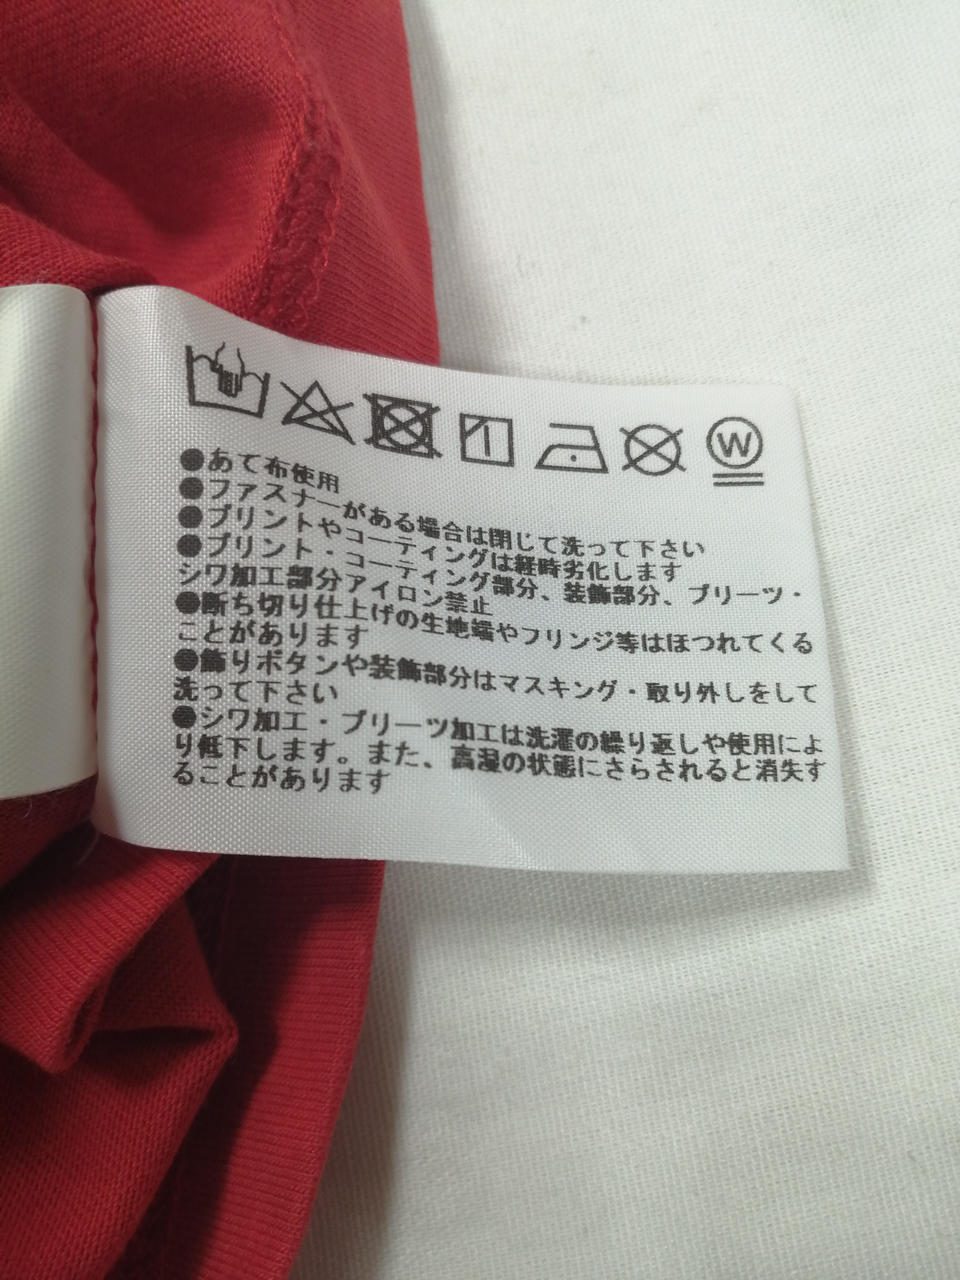 W
●あて布使用
●ファスナーがある場合は閉じて洗って下さい
●プリントやコーティングは経時劣化します
●プリント・コーティング部分、装飾部分、プリーツ・
シワ加工部分アイロン禁止
●断ち切り仕上げの生地端やフリンジ等はほつれてくる
ことがあります
●飾りボタンや装飾部分はマスキング・取り外しをして
洗って下さい
●シワ加工・プリーツ加工は洗濯の繰り返しや使用によ
り低下します。また、高湿の状態にさらされると消失す
ることがあります